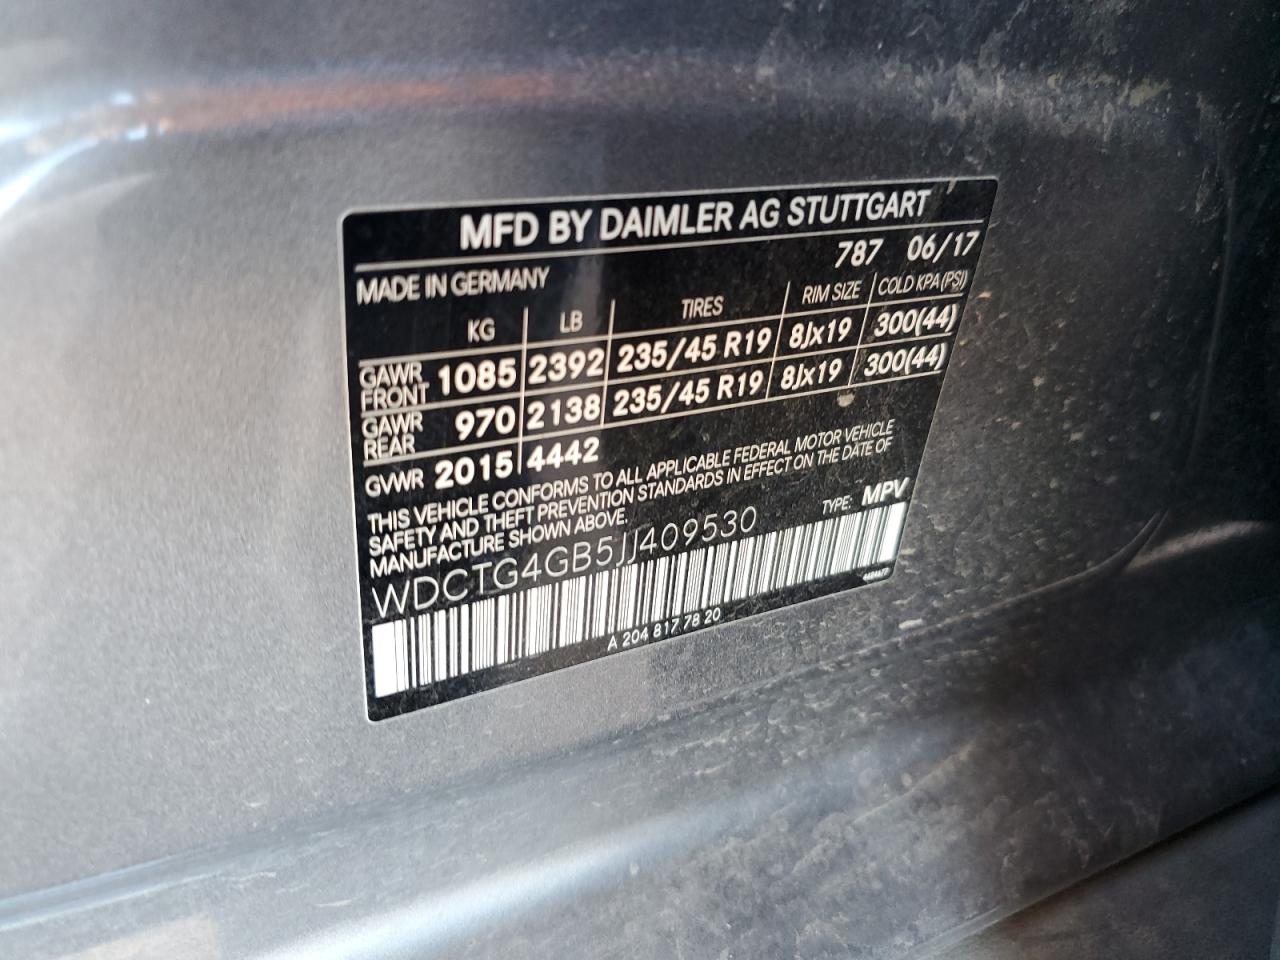 MFD BY DAIMLER AG STUTTGART
787 06/17
MADE IN GERMANY
KG LB TIRES RIM SIZE COLD KPA (PSI)
GAWR FRONT 1085 2392 235/45 R19 8Jx19 300(44)
GAWR REAR 970 2138 235/45 R19 8Jx19 300(44)
GVWR 2015 4442
THIS VEHICLE CONFORMS TO ALL APPLICABLE FEDERAL MOTOR VEHICLE
SAFETY AND THEFT PREVENTION STANDARDS IN EFFECT ON THE DATE OF
MANUFACTURE SHOWN ABOVE.
TYPE: MPV
WDCTG4GB5JJ409530
A 204 817 78 20